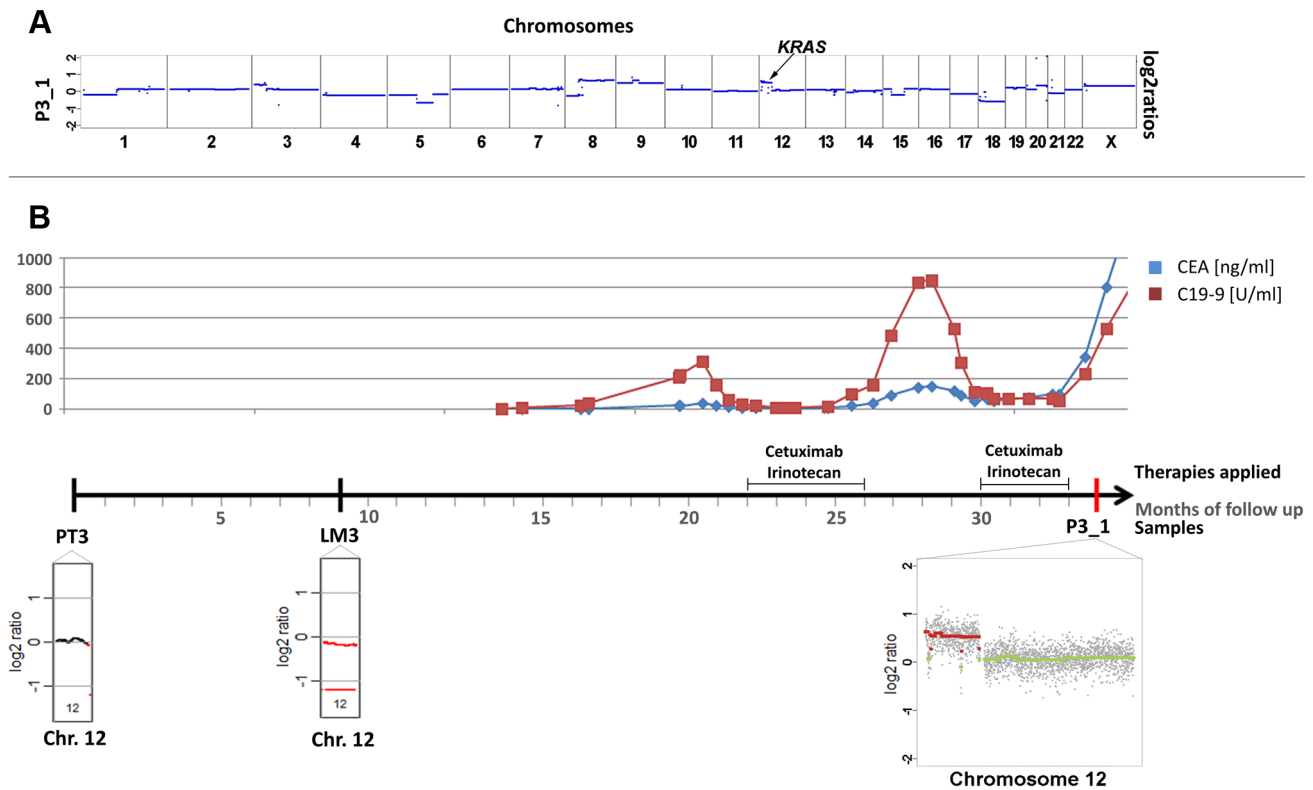 A
Chromosomes
KRAS
P3_1
2
1
0
-1
-2
log2ratios
1 2 3 4 5 6 7 8 9 10 11 12 13 14 15 16 17 18 19 20 21 22 X
B
1000
800
600
400
200
0
CEA [ng/ml]
C19-9 [U/ml]
Cetuximab
Irinotecan
Cetuximab
Irinotecan
Therapies applied
5 10 15 20 25 30
Months of follow up
PT3
LM3
P3_1
Samples
log2 ratio
1
0
-1
12
Chr. 12
log2 ratio
1
0
-1
12
Chr. 12
log2 ratio
2
1
0
-1
-2
Chromosome 12